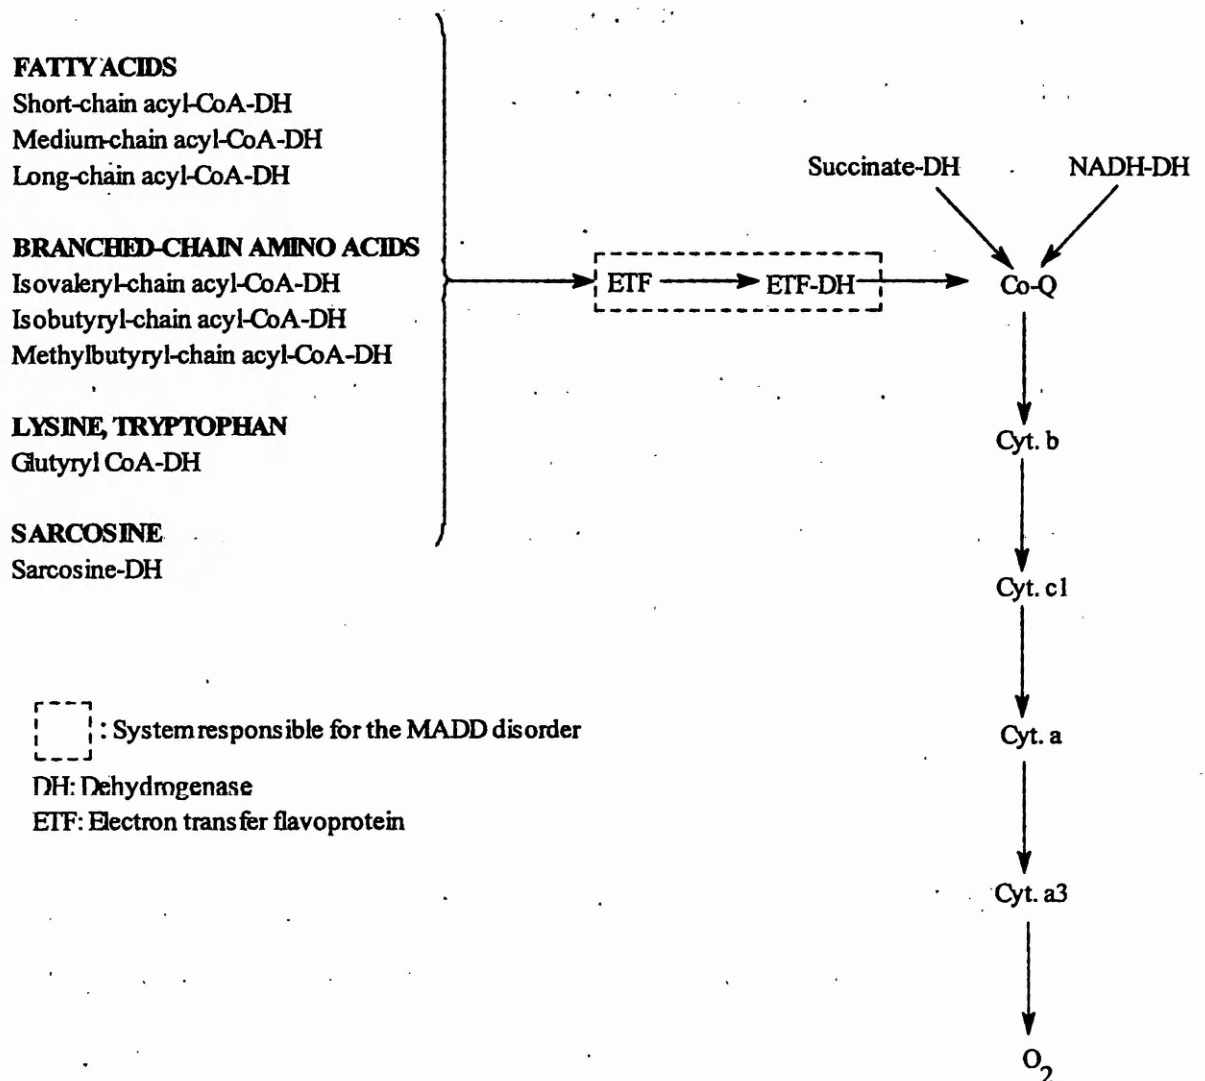 FATTY ACIDS
Short-chain acyl-CoA-DH
Medium-chain acyl-CoA-DH
Long-chain acyl-CoA-DH
Succinate-DH
NADH-DH
BRANCHED-CHAIN AMINO ACIDS
Isovaleryl-chain acyl-CoA-DH
Isobutyryl-chain acyl-CoA-DH
Methylbutyryl-chain acyl-CoA-DH
ETF
ETF-DH
Co-Q
LYSINE, TRYPTOPHAN
Glutyryl CoA-DH
Cyt. b
SARCOSINE
Sarcosine-DH
Cyt. c1
: System responsible for the MADD disorder
DH: Dehydrogenase
ETF: Electron transfer flavoprotein
Cyt. a
Cyt. a3
O2